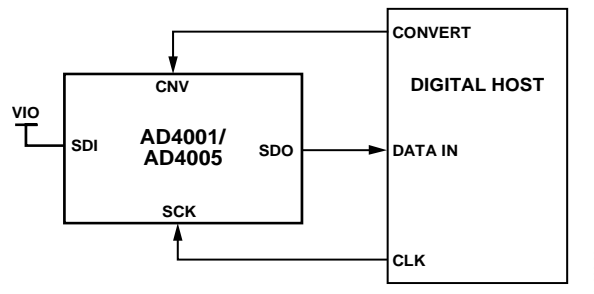 CONVERT
DIGITAL HOST
CNV
VIO
SDI
AD4001/
AD4005
SDO
DATA IN
SCK
CLK